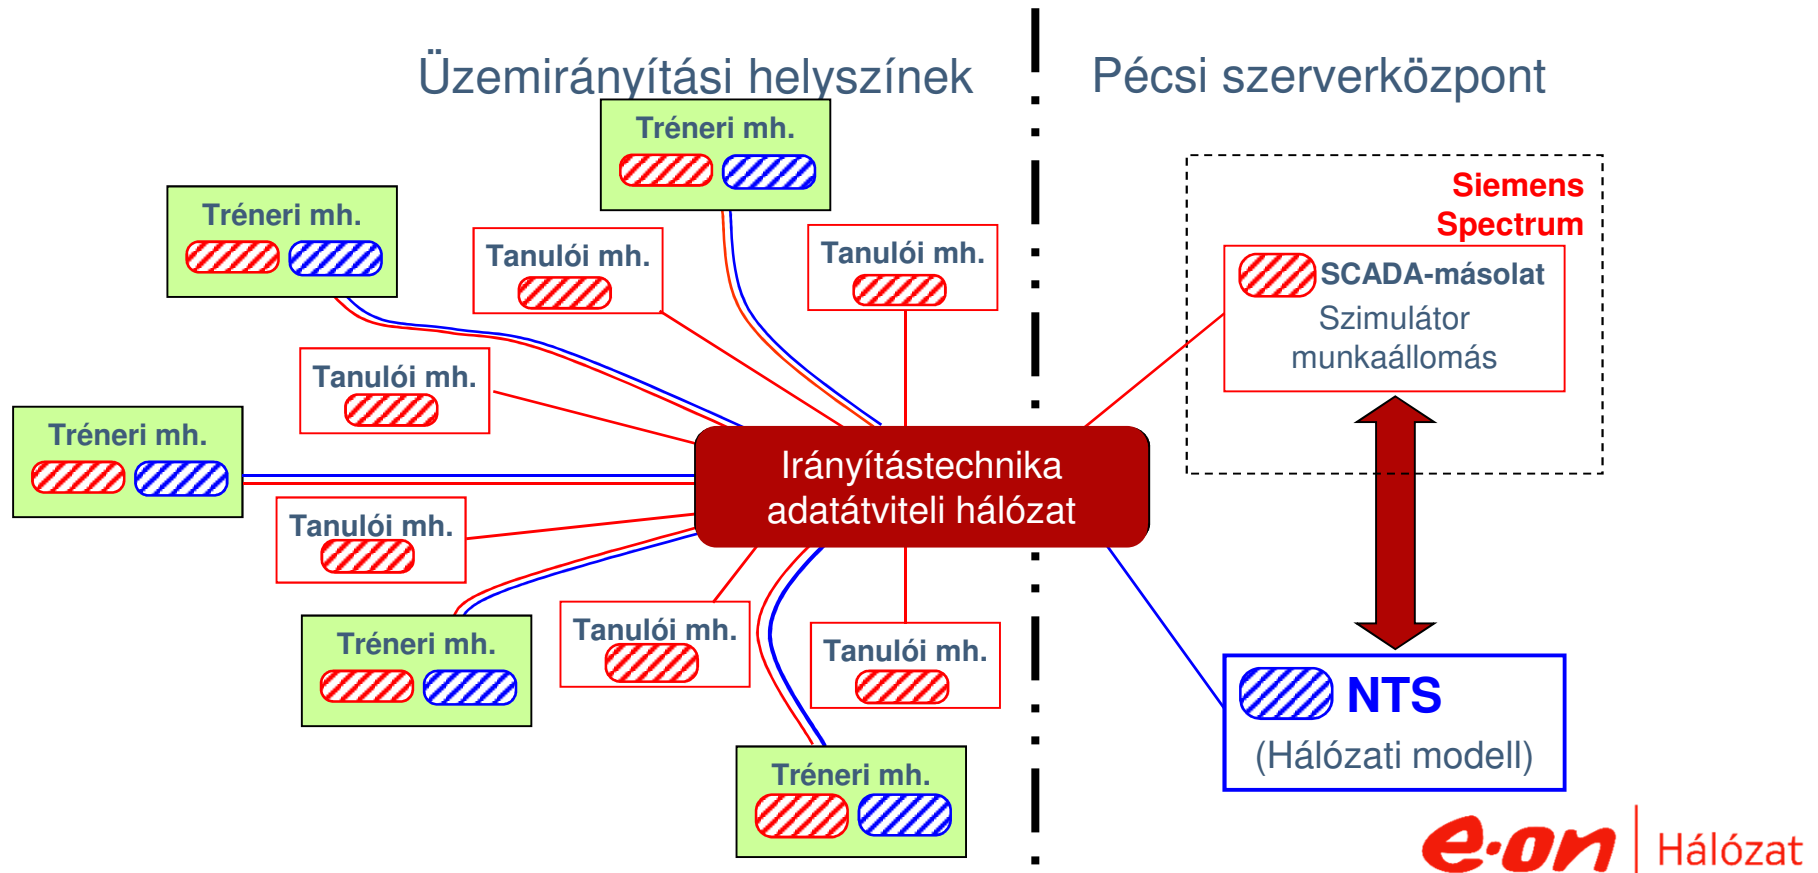 Üzemirányítási helyszínek
Pécsi szerverközpont
Tréneri mh.
Tréneri mh.
Tanulói mh.
Tanulói mh.
Tanulói mh.
Tréneri mh.
Tanulói mh.
Tréneri mh.
Tanulói mh.
Tanulói mh.
Tréneri mh.
Irányítástechnika
adatátviteli hálózat
Siemens
Spectrum
SCADA-másolat
Szimulátor
munkaállomás
NTS
(Hálózati modell)
e·on Hálózat